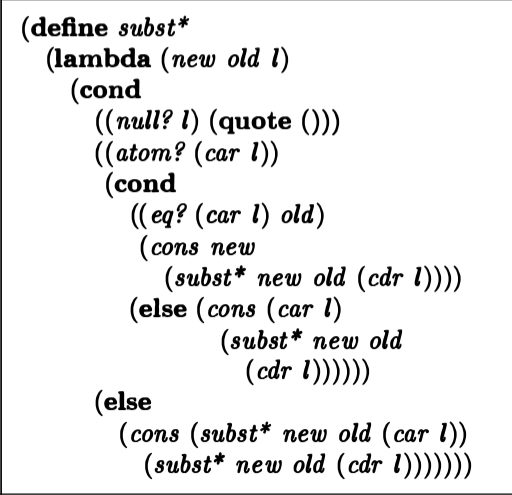 (define subst*
(lambda (new old l)
(cond
((null? l) (quote ()))
((atom? (car l))
(cond
((eq? (car l) old)
(cons new
(subst* new old (cdr l))))
(else (cons (car l)
(subst* new old
(cdr l))))))
(else
(cons (subst* new old (car l))
(subst* new old (cdr l)))))))